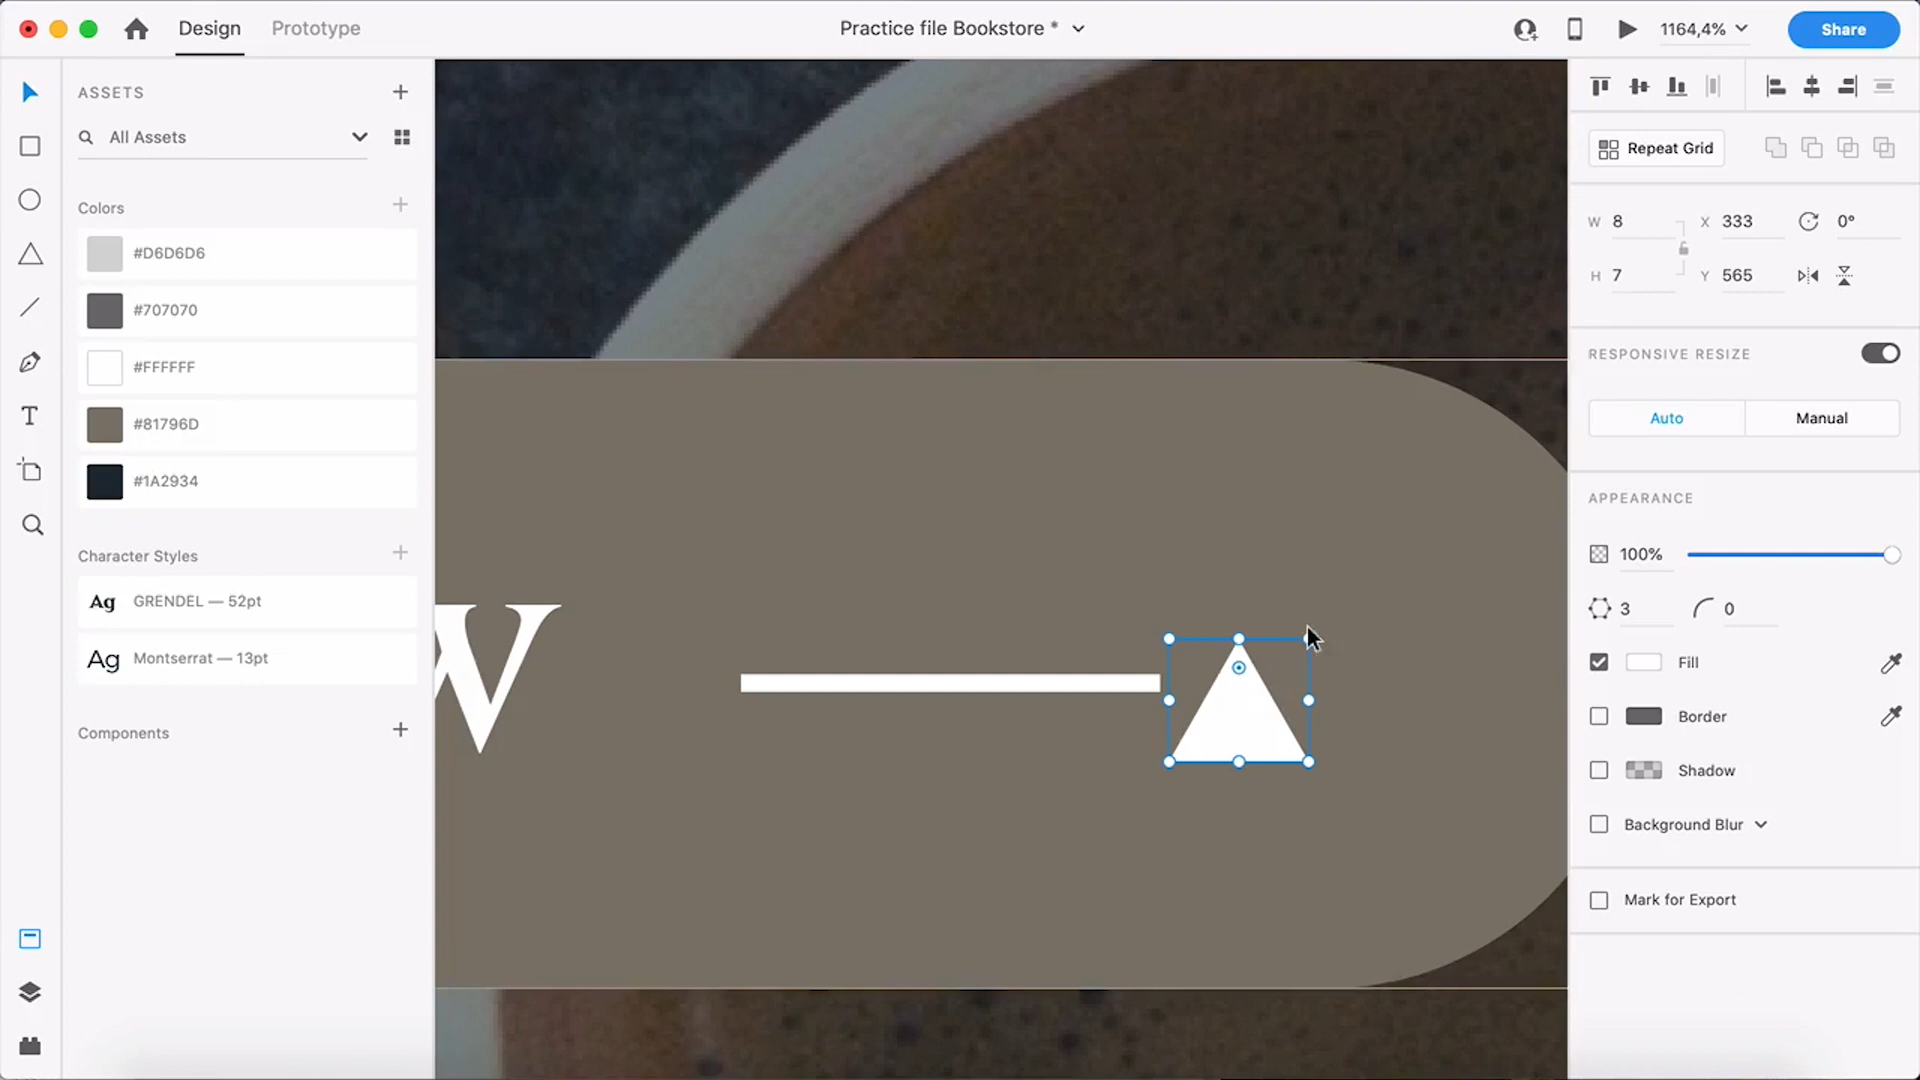 Design
Prototype
Practice file Bookstore *
1164,4%
Share
ASSETS
All Assets
Colors
#D6D6D6
#707070
#FFFFFF
#81796D
#1A2934
Character Styles
Ag GRENDEL — 52pt
Ag Montserrat — 13pt
Components
W
Repeat Grid
W 8 X 333 0°
H 7 Y 565
RESPONSIVE RESIZE
Auto Manual
APPEARANCE
100%
3 0
Fill
Border
Shadow
Background Blur
Mark for Export